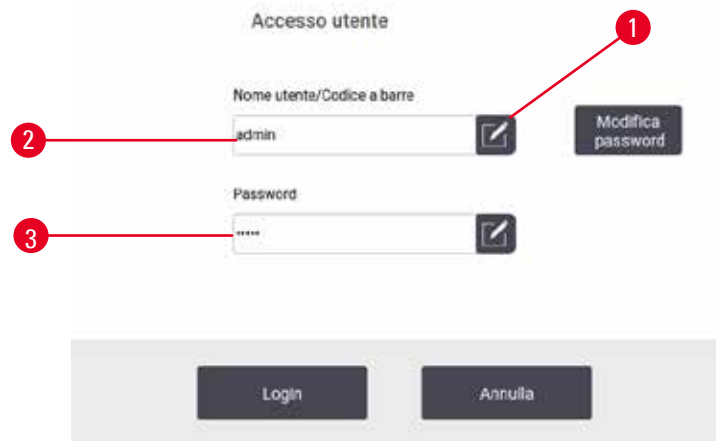 Accesso utente
1
Nome utente/Codice a barre
2
admin
Modifica
password
Password
3
•••••
Login
Annulla